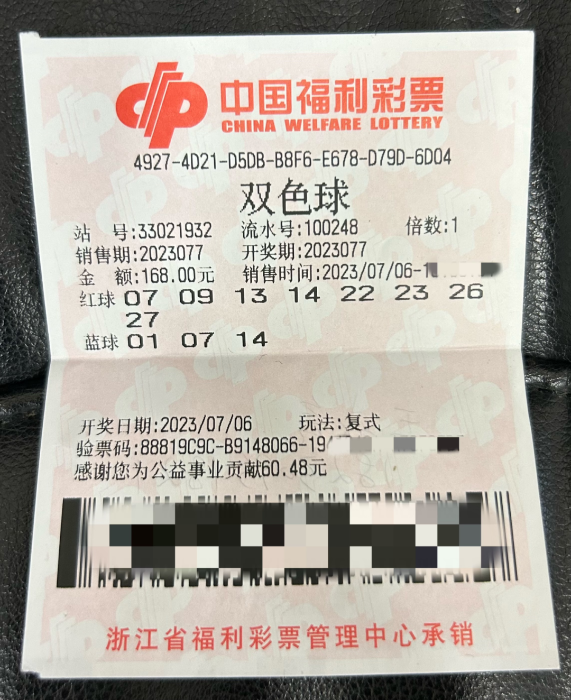 中国福利彩票
CHINA WELFARE LOTTERY
4927-4D21-D5DB-B8F6-E678-D79D-6D04
双色球
站 号:33021932 流水号:100248 倍数:1
销售期:2023077 开奖期:2023077
金 额:168.00元 销售时间:2023/07/06-1
红球 07 09 13 14 22 23 26
27
蓝球 01 07 14
开奖日期:2023/07/06 玩法:复式
验票码:88819C9C-B9148066-19
感谢您为公益事业贡献60.48元
浙江省福利彩票管理中心承销